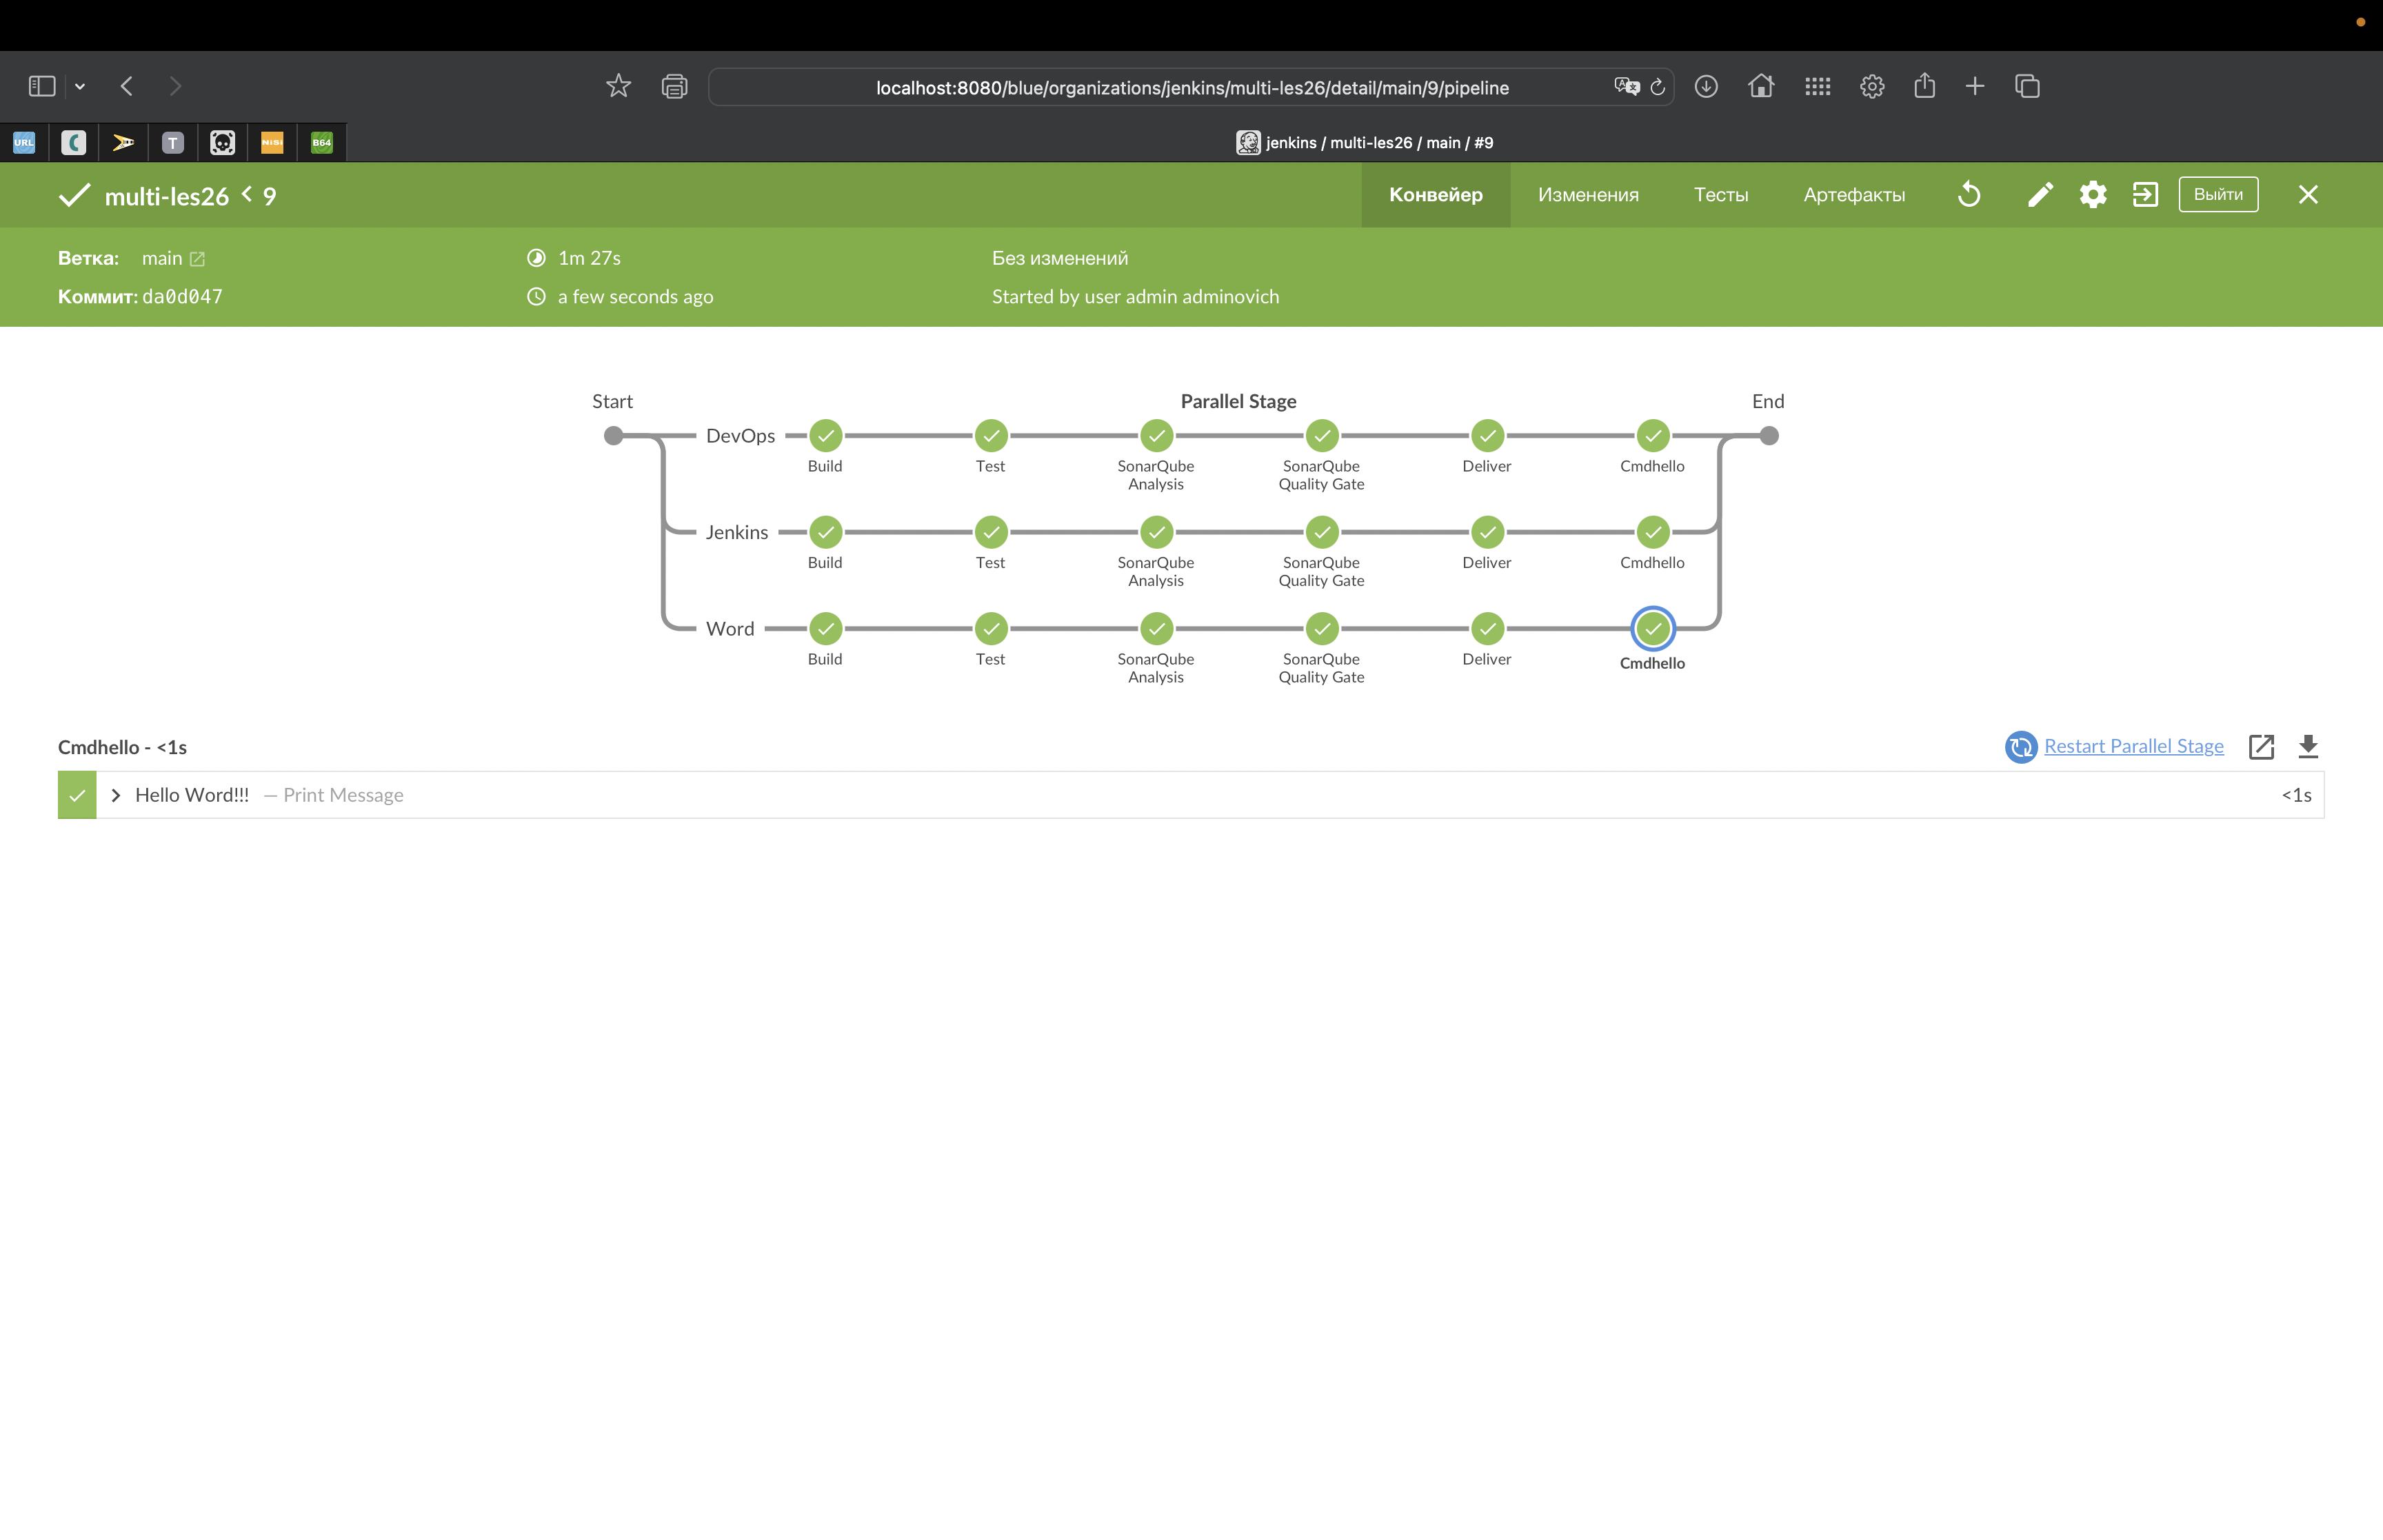 localhost:8080/blue/organizations/jenkins/multi-les26/detail/main/9/pipeline
URL
T
NISI
B64
jenkins / multi-les26 / main / #9
multi-les26 < 9
Конвейер
Изменения
Тесты
Артефакты
Выйти
Ветка: main
1m 27s
Без изменений
Коммит: da0d047
a few seconds ago
Started by user admin adminovich
Start
Parallel Stage
End
DevOps
Build
Test
SonarQube
Analysis
SonarQube
Quality Gate
Deliver
Cmdhello
Jenkins
Build
Test
SonarQube
Analysis
SonarQube
Quality Gate
Deliver
Cmdhello
Word
Build
Test
SonarQube
Analysis
SonarQube
Quality Gate
Deliver
Cmdhello
Cmdhello - <1s
Restart Parallel Stage
Hello Word!!! — Print Message
<1s